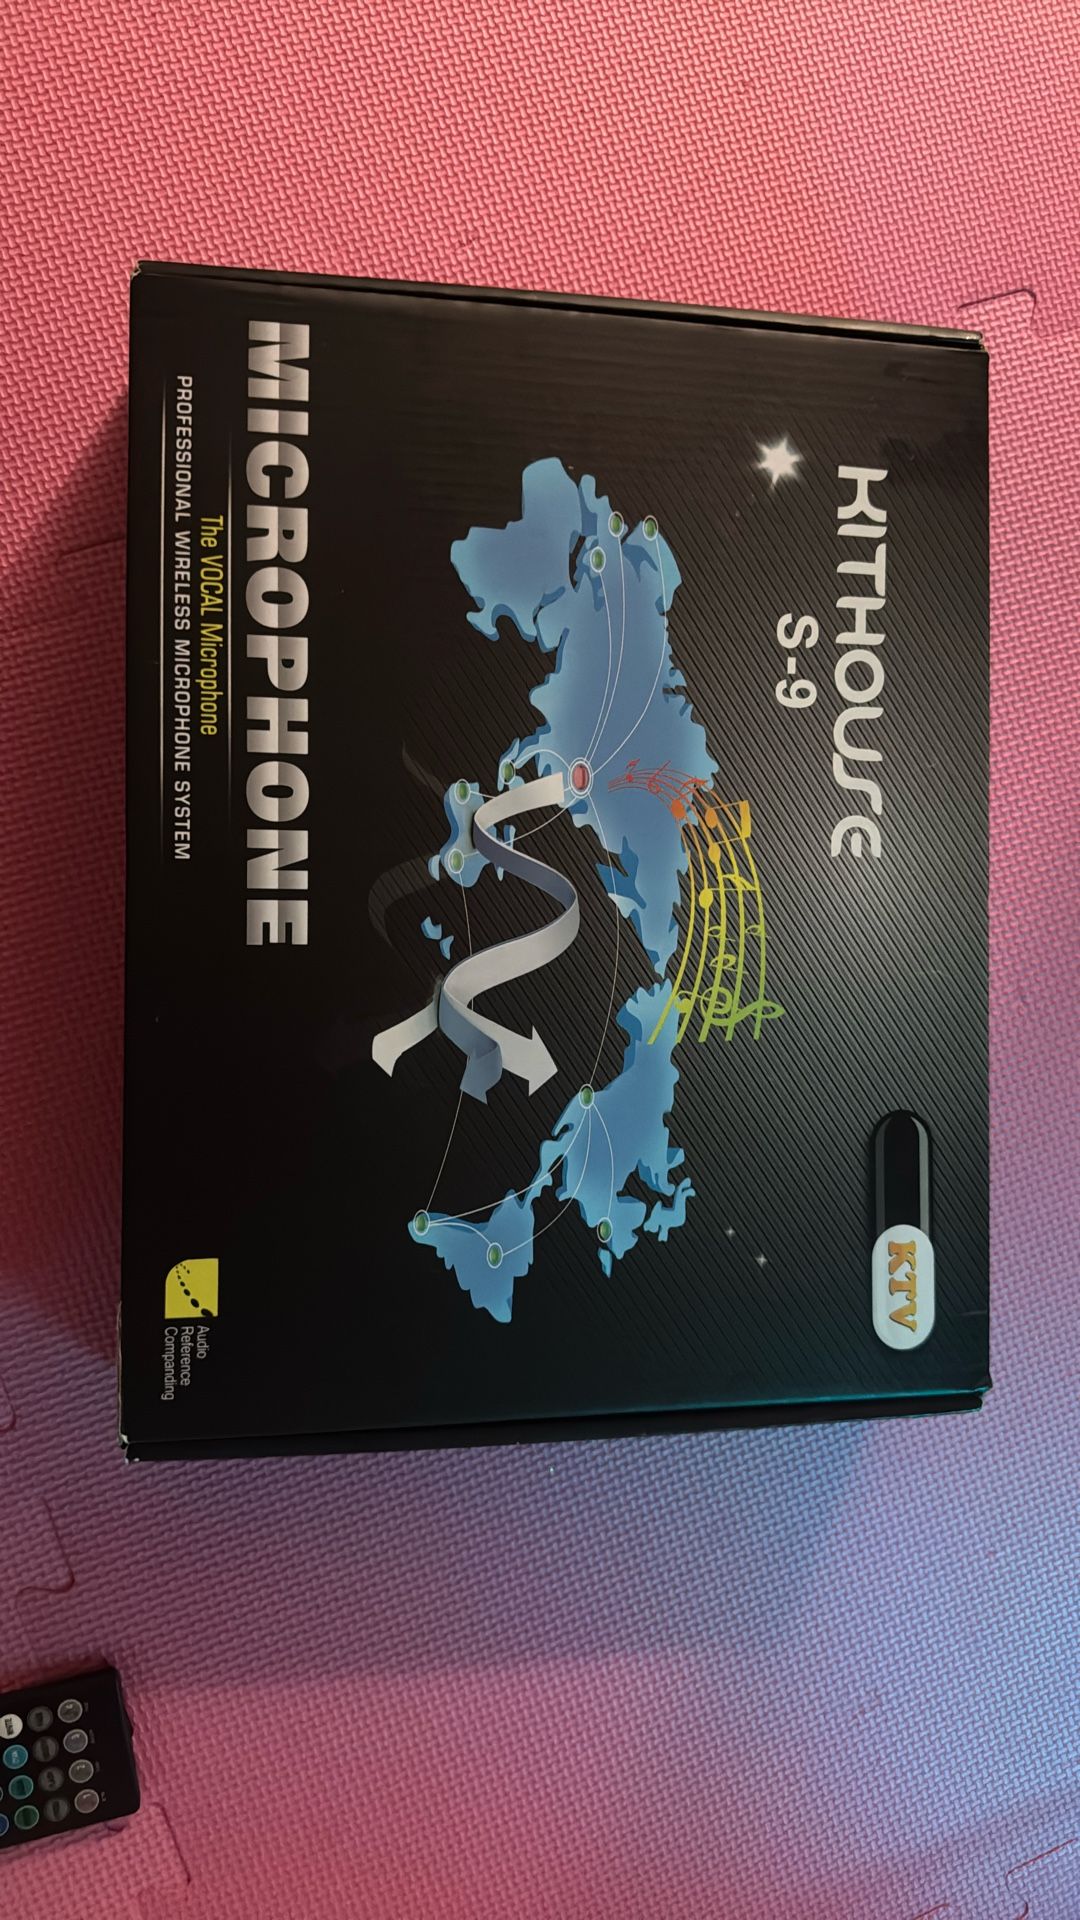 KITHOUSE
S-9
KTV
MICROPHONE
The VOCAL Microphone
PROFESSIONAL WIRELESS MICROPHONE SYSTEM
Audio
Reference
Companding